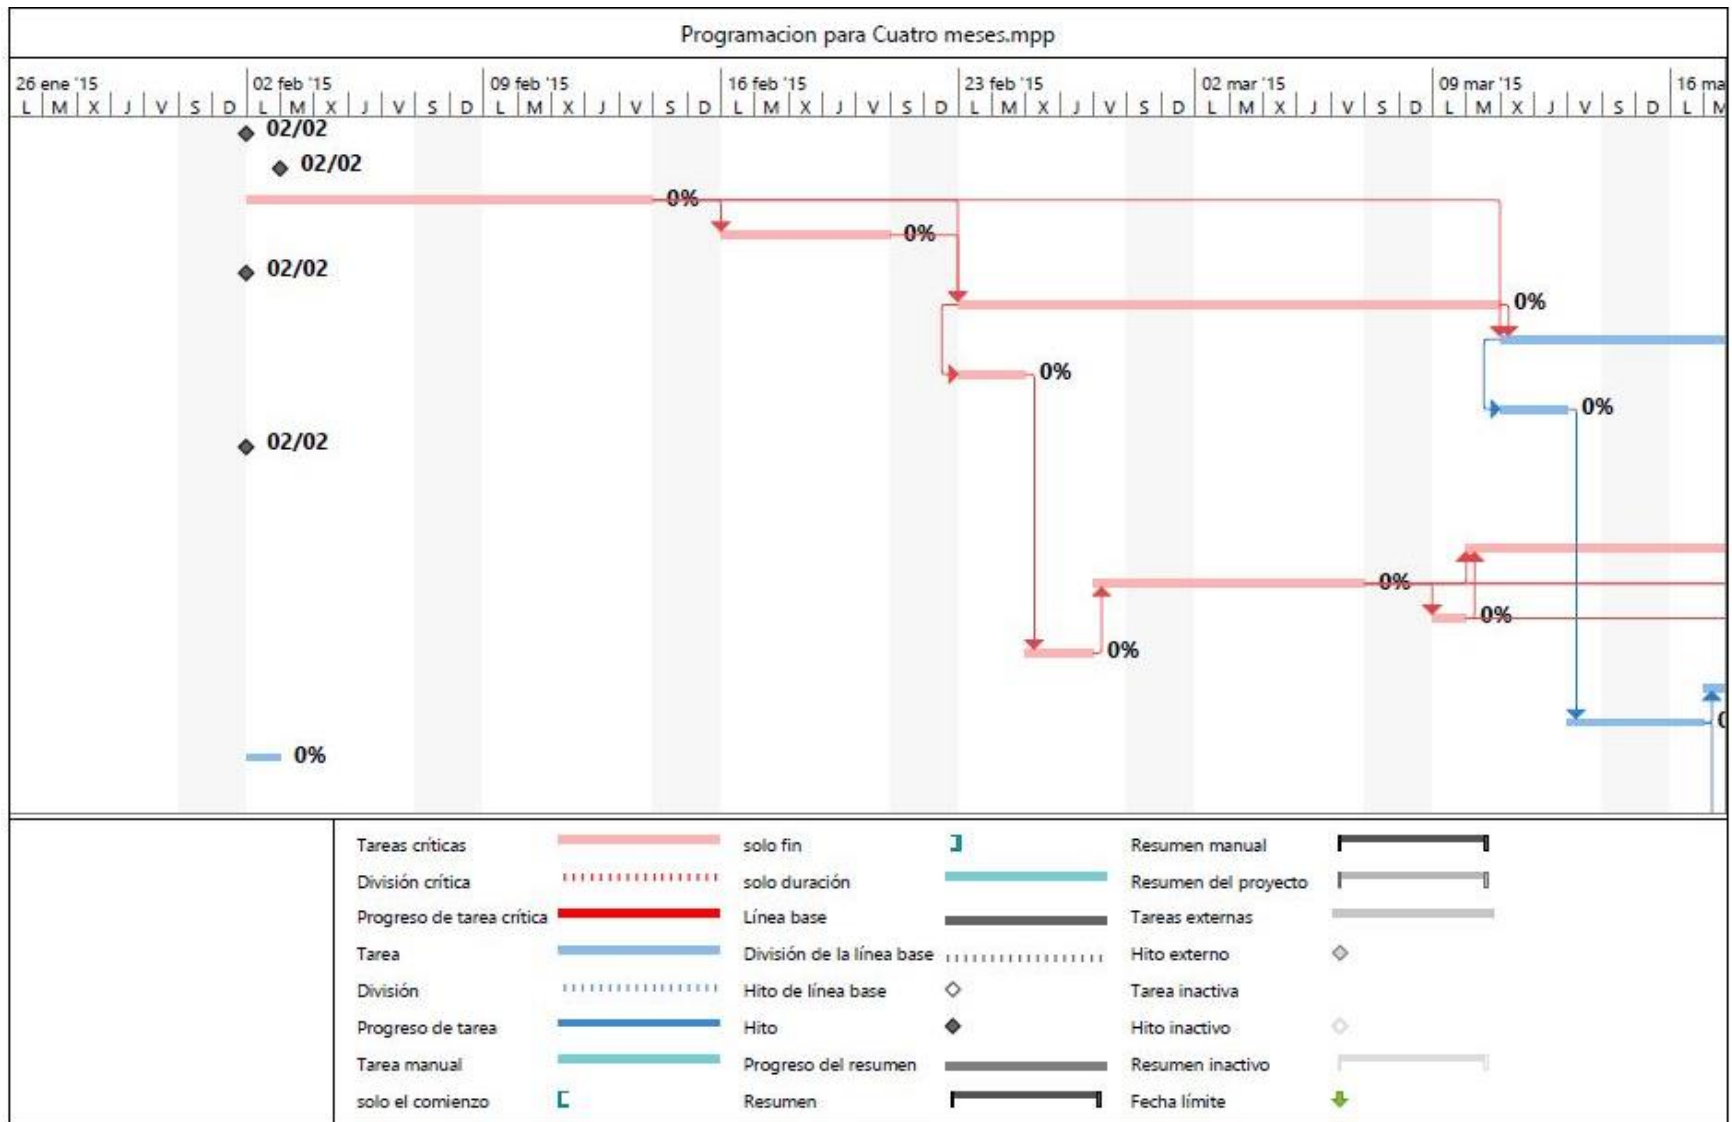 Programacion para Cuatro meses.mpp
26 ene '15 02 feb '15 09 feb '15 16 feb '15 23 feb '15 02 mar '15 09 mar '15 16 ma
L M X J V S D L M X J V S D L M X J V S D L M X J V S D L M X J V S D L M X J V S D L M X J V S D L M
02/02
02/02
0%
0%
02/02
0%
0%
0%
02/02
0%
0%
0%
0%
Tareas críticas solo fin Resumen manual
División crítica solo duración Resumen del proyecto
Progreso de tarea crítica Línea base Tareas externas
Tarea División de la línea base Hito externo
División Hito de línea base Tarea inactiva
Progreso de tarea Hito Hito inactivo
Tarea manual Progreso del resumen Resumen inactivo
solo el comienzo Resumen Fecha límite